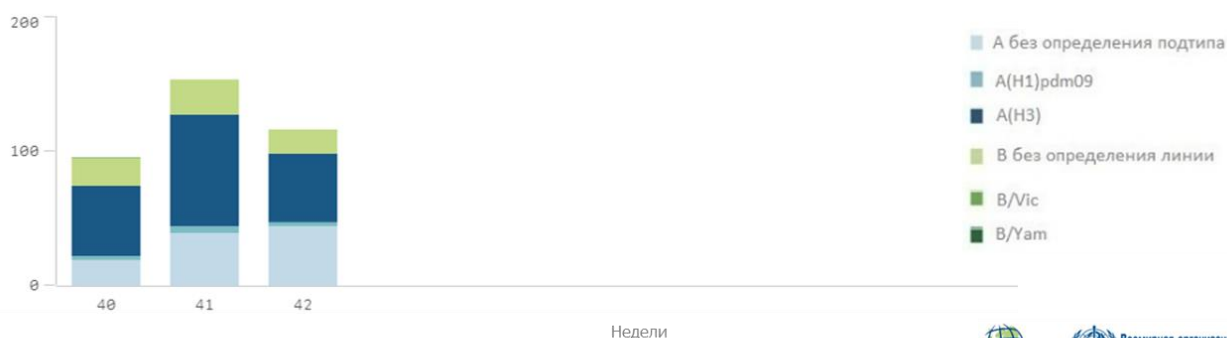 200
100
0
40 41 42
Недели
А без определения подтипа
A(H1)pdm09
A(H3)
В без определения линии
B/Vic
B/Yam